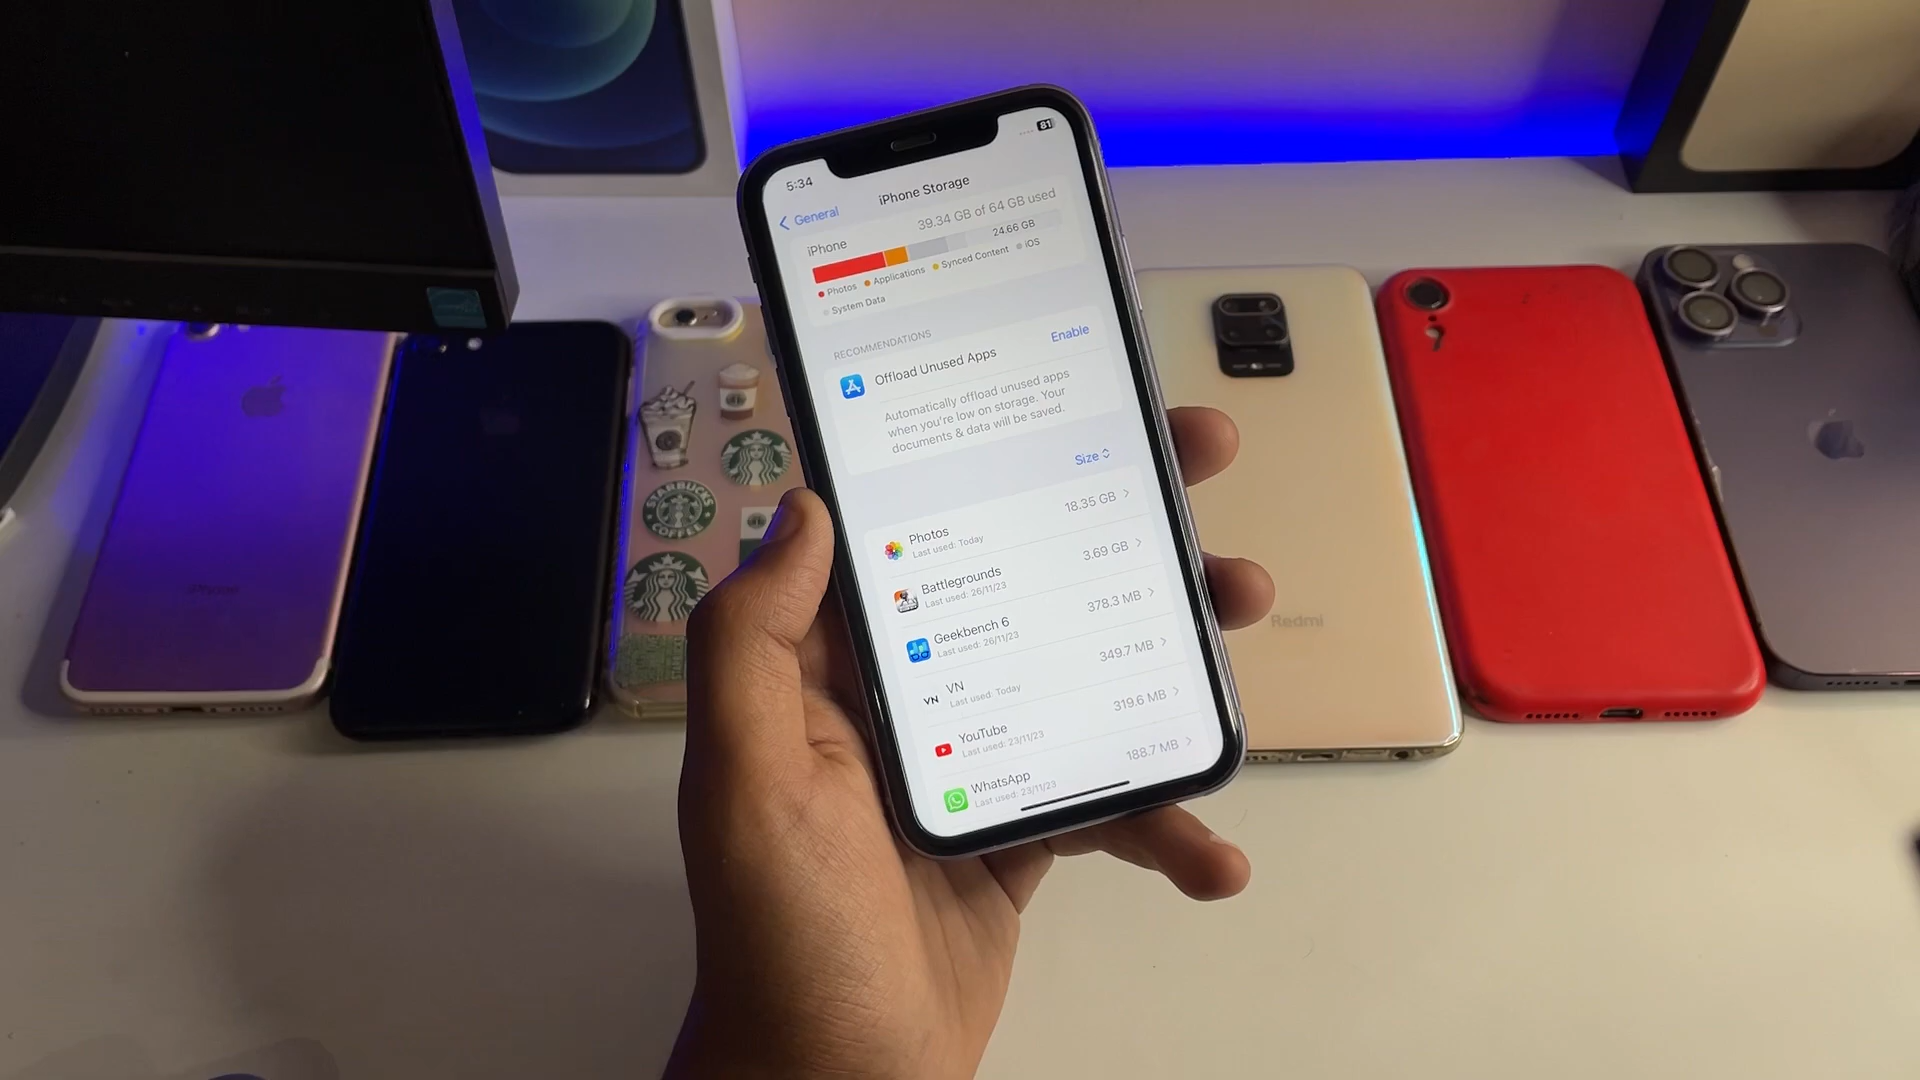 5:34
81
General
iPhone Storage
iPhone
39.34 GB of 64 GB used
24.66 GB
Photos
Applications
Synced Content
iOS
System Data
RECOMMENDATIONS
Offload Unused Apps
Enable
Automatically offload unused apps
when you're low on storage. Your
documents & data will be saved.
Size
Photos
18.35 GB
Last used: Today
Battlegrounds
3.69 GB
Last used: 26/11/23
Geekbench 6
378.3 MB
Last used: 26/11/23
VN
VN
349.7 MB
Last used: Today
YouTube
319.6 MB
Last used: 23/11/23
WhatsApp
188.7 MB
Last used: 23/11/23
iPhone
STARBUCKS
COFFEE
Redmi